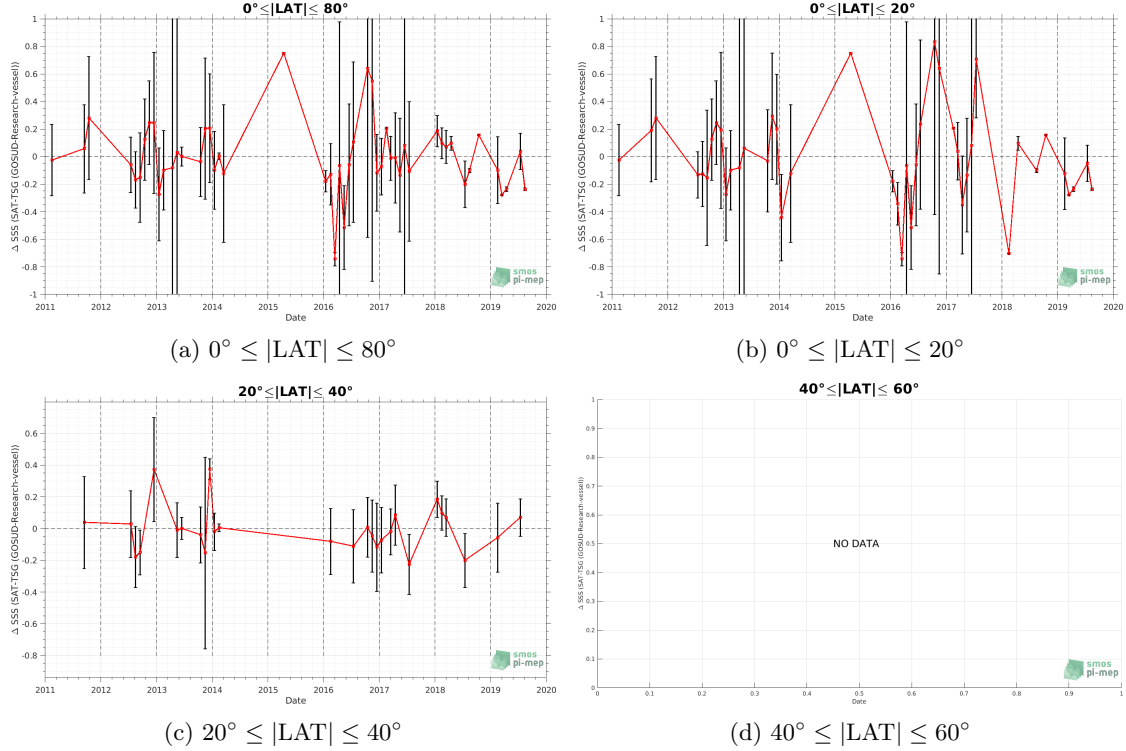 0°≤|LAT|≤ 80°
Δ SSS (SAT-TSG (GOSUD-Research-vessel))
1
0.8
0.6
0.4
0.2
0
-0.2
-0.4
-0.6
-0.8
-1
2011 2012 2013 2014 2015 2016 2017 2018 2019 2020
Date
smos
pi-mep
(a) 0° ≤ |LAT| ≤ 80°
0°≤|LAT|≤ 20°
Δ SSS (SAT-TSG (GOSUD-Research-vessel))
1
0.8
0.6
0.4
0.2
0
-0.2
-0.4
-0.6
-0.8
-1
2011 2012 2013 2014 2015 2016 2017 2018 2019 2020
Date
smos
pi-mep
(b) 0° ≤ |LAT| ≤ 20°
20°≤|LAT|≤ 40°
Δ SSS (SAT-TSG (GOSUD-Research-vessel))
0.6
0.4
0.2
0
-0.2
-0.4
-0.6
-0.8
2011 2012 2013 2014 2015 2016 2017 2018 2019 2020
Date
smos
pi-mep
(c) 20° ≤ |LAT| ≤ 40°
40°≤|LAT|≤ 60°
Δ SSS (SAT-TSG (GOSUD-Research-vessel))
1
0.9
0.8
0.7
0.6
0.5
0.4
0.3
0.2
0.1
0
NO DATA
0 0.1 0.2 0.3 0.4 0.5 0.6 0.7 0.8 0.9 1
Date
smos
pi-mep
(d) 40° ≤ |LAT| ≤ 60°